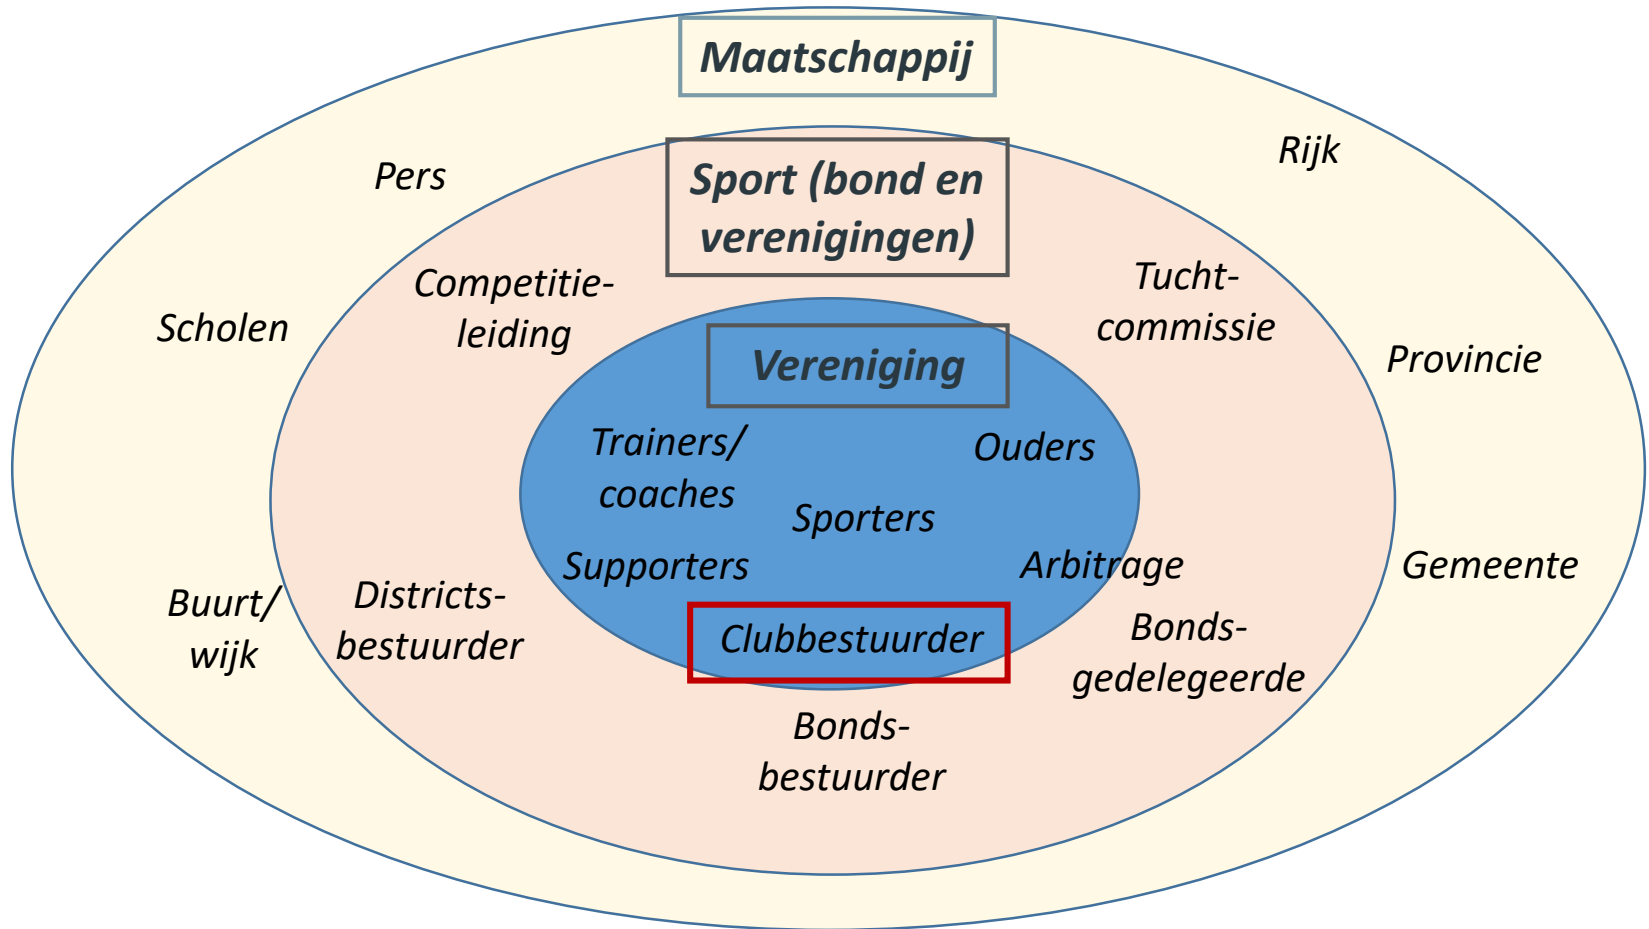 Maatschappij
Pers
Rijk
Sport (bond en
verenigingen)
Competitie-
leiding
Tucht-
commissie
Scholen
Provincie
Vereniging
Trainers/
coaches
Ouders
Sporters
Supporters
Arbitrage
Gemeente
Buurt/
wijk
Districts-
bestuurder
Clubbestuurder
Bonds-
gedelegeerde
Bonds-
bestuurder